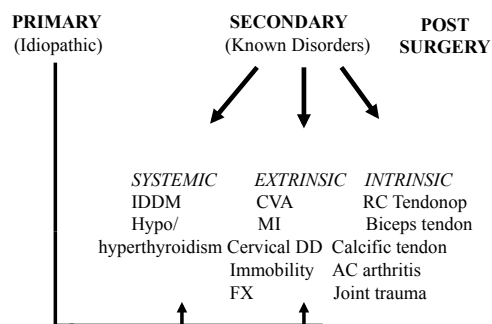 PRIMARY
(Idiopathic)
SECONDARY
(Known Disorders)
POST
SURGERY
SYSTEMIC EXTRINSIC INTRINSIC
IDDM CVA RC Tendonop
Hypo/ MI Biceps tendon
hyperthyroidism Cervical DD Calcific tendon
Immobility AC arthritis
FX Joint trauma